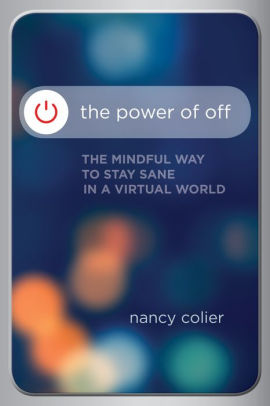 the power of off
THE MINDFUL WAY
TO STAY SANE
IN A VIRTUAL WORLD
nancy colier